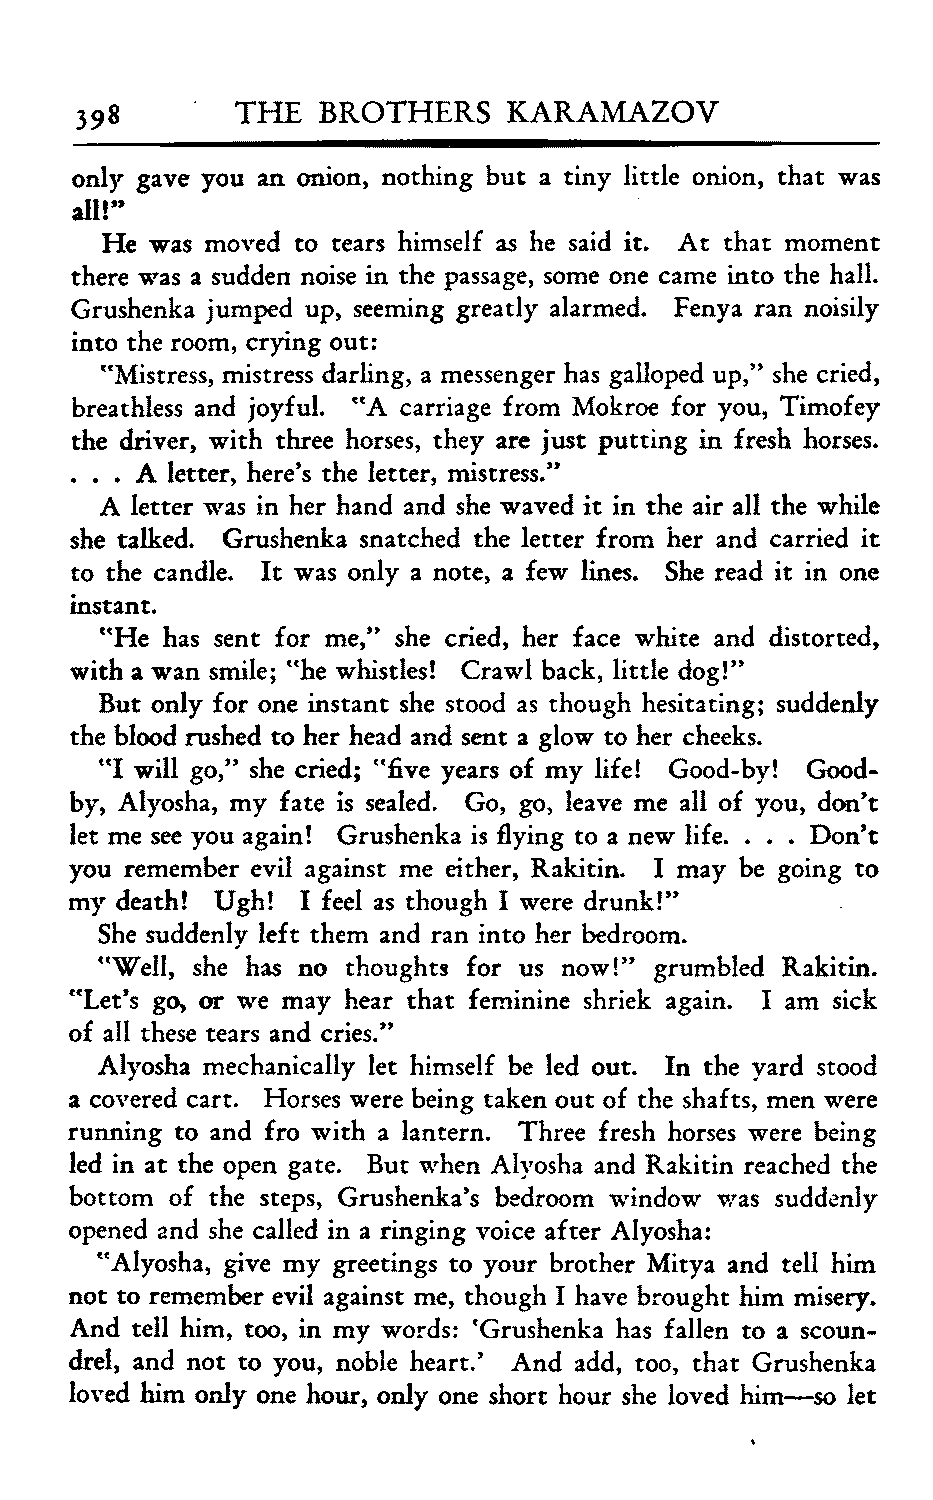 398 THE BROTHERS KARAMAZOV
only gave you an onion, nothing but a tiny little onion, that was
all!"
He was moved to tears himself as he said it. At that moment
there was a sudden noise in the passage, some one came into the hall.
Grushenka jumped up, seeming greatly alarmed. Fenya ran noisily
into the room, crying out:
"Mistress, mistress darling, a messenger has galloped up," she cried,
breathless and joyful. "A carriage from Mokroe for you, Timofey
the driver, with three horses, they are just putting in fresh horses.
. . . A letter, here's the letter, mistress."
A letter was in her hand and she waved it in the air all the while
she talked. Grushenka snatched the letter from her and carried it
to the candle. It was only a note, a few lines. She read it in one
instant.
"He has sent for me," she cried, her face white and distorted,
with a wan smile; "he whistles! Crawl back, little dog!"
But only for one instant she stood as though hesitating; suddenly
the blood rushed to her head and sent a glow to her cheeks.
"I will go," she cried; "five years of my life! Good-by! Good-
by, Alyosha, my fate is sealed. Go, go, leave me all of you, don't
let me see you again! Grushenka is flying to a new life. . . . Don't
you remember evil against me either, Rakitin. I may be going to
my death! Ugh! I feel as though I were drunk!"
She suddenly left them and ran into her bedroom.
"Well, she has no thoughts for us now!" grumbled Rakitin.
"Let's go, or we may hear that feminine shriek again. I am sick
of all these tears and cries."
Alyosha mechanically let himself be led out. In the yard stood
a covered cart. Horses were being taken out of the shafts, men were
running to and fro with a lantern. Three fresh horses were being
led in at the open gate. But when Alyosha and Rakitin reached the
bottom of the steps, Grushenka's bedroom window was suddenly
opened and she called in a ringing voice after Alyosha:
"Alyosha, give my greetings to your brother Mitya and tell him
not to remember evil against me, though I have brought him misery.
And tell him, too, in my words: 'Grushenka has fallen to a scoun-
drel, and not to you, noble heart.' And add, too, that Grushenka
loved him only one hour, only one short hour she loved him—so let